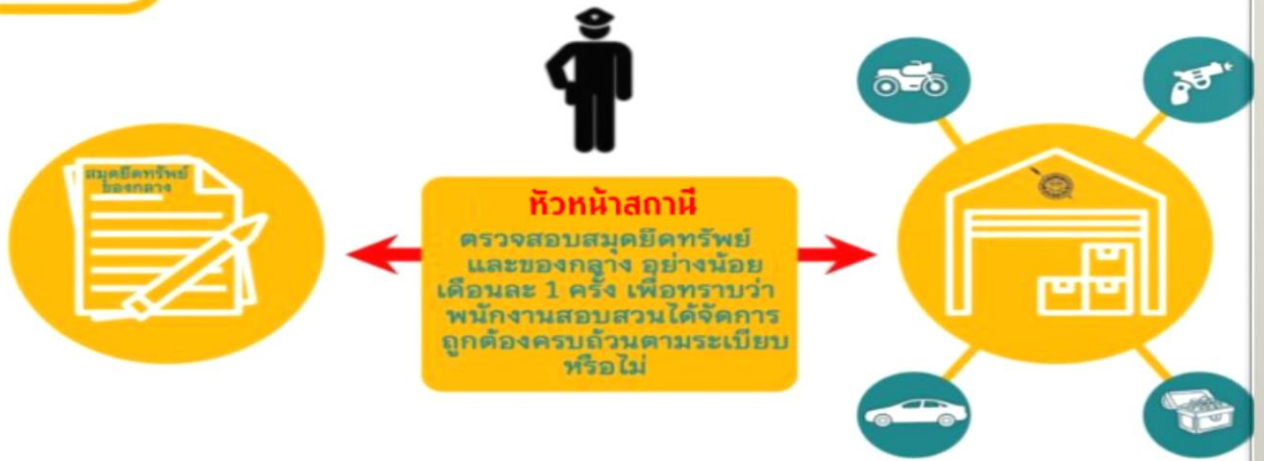 สมุดยึดทรัพย์
ของกลาง
หัวหน้าสถานี
ตรวจสอบสมุดยึดทรัพย์
และของกลาง อย่างน้อย
เดือนละ 1 ครั้ง เพื่อทราบว่า
พนักงานสอบสวนได้จัดการ
ถูกต้องครบถ้วนตามระเบียบ
หรือไม่